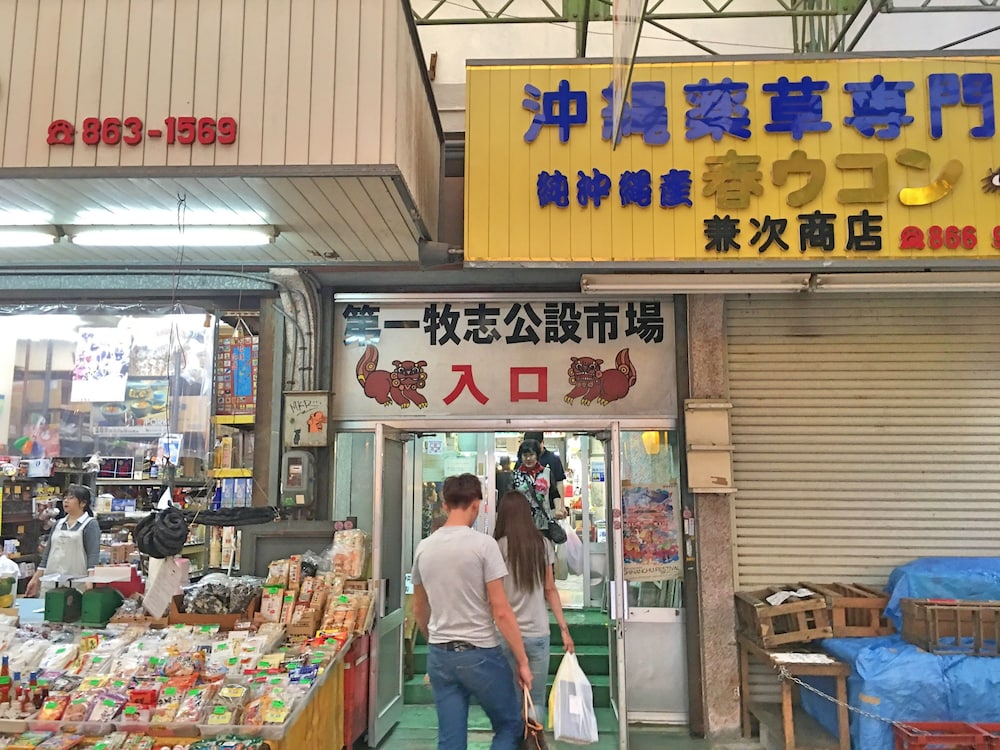 ☎863-1569
沖縄薬草専門
純沖縄産
春ウコン
兼次商店
☎866
第一牧志公設市場
入口
MKP